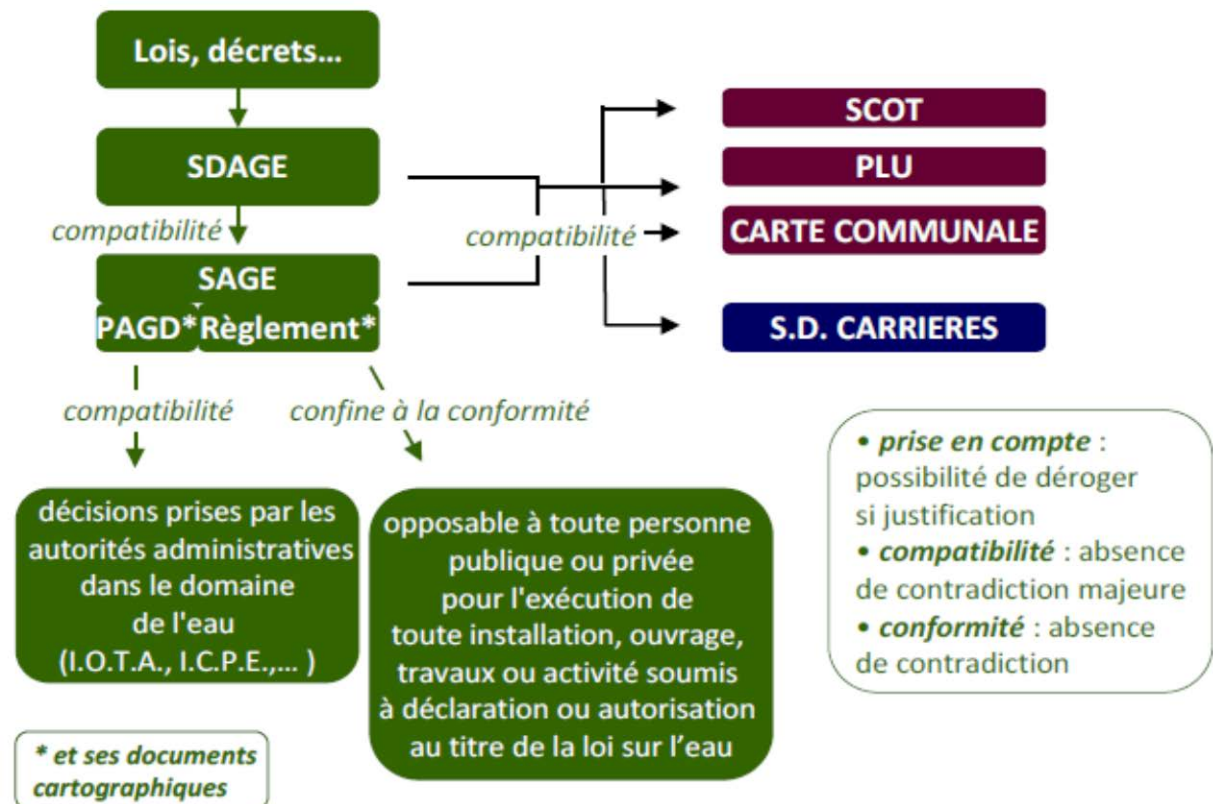 Lois, décrets...
SDAGE
compatibilité
SAGE
PAGD* Règlement*
compatibilité
confine à la conformité
décisions prises par les
autorités administratives
dans le domaine
de l'eau
(I.O.T.A., I.C.P.E.,... )
opposable à toute personne
publique ou privée
pour l'exécution de
toute installation, ouvrage,
travaux ou activité soumis
à déclaration ou autorisation
au titre de la loi sur l’eau
* et ses documents
cartographiques
compatibilité
SCOT
PLU
CARTE COMMUNALE
S.D. CARRIERES
• prise en compte :
possibilité de déroger
si justification
• compatibilité : absence
de contradiction majeure
• conformité : absence
de contradiction